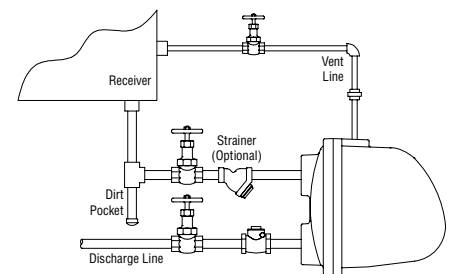 Receiver
Vent
Line
Strainer
(Optional)
Dirt
Pocket
Discharge Line